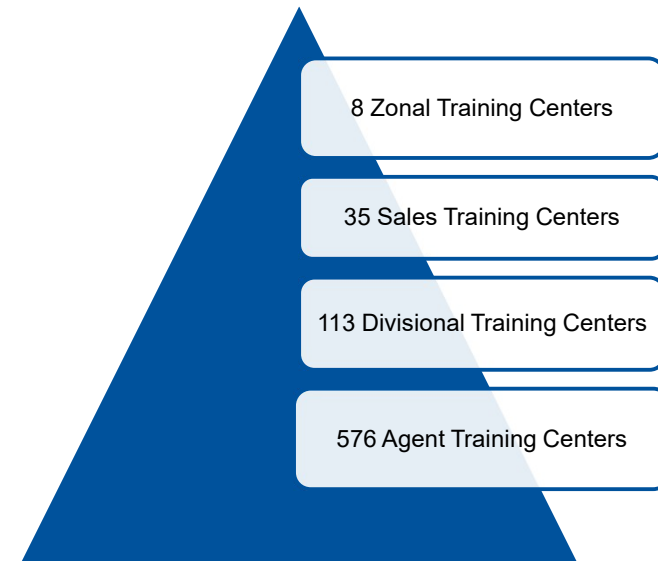 8 Zonal Training Centers
35 Sales Training Centers
113 Divisional Training Centers
576 Agent Training Centers